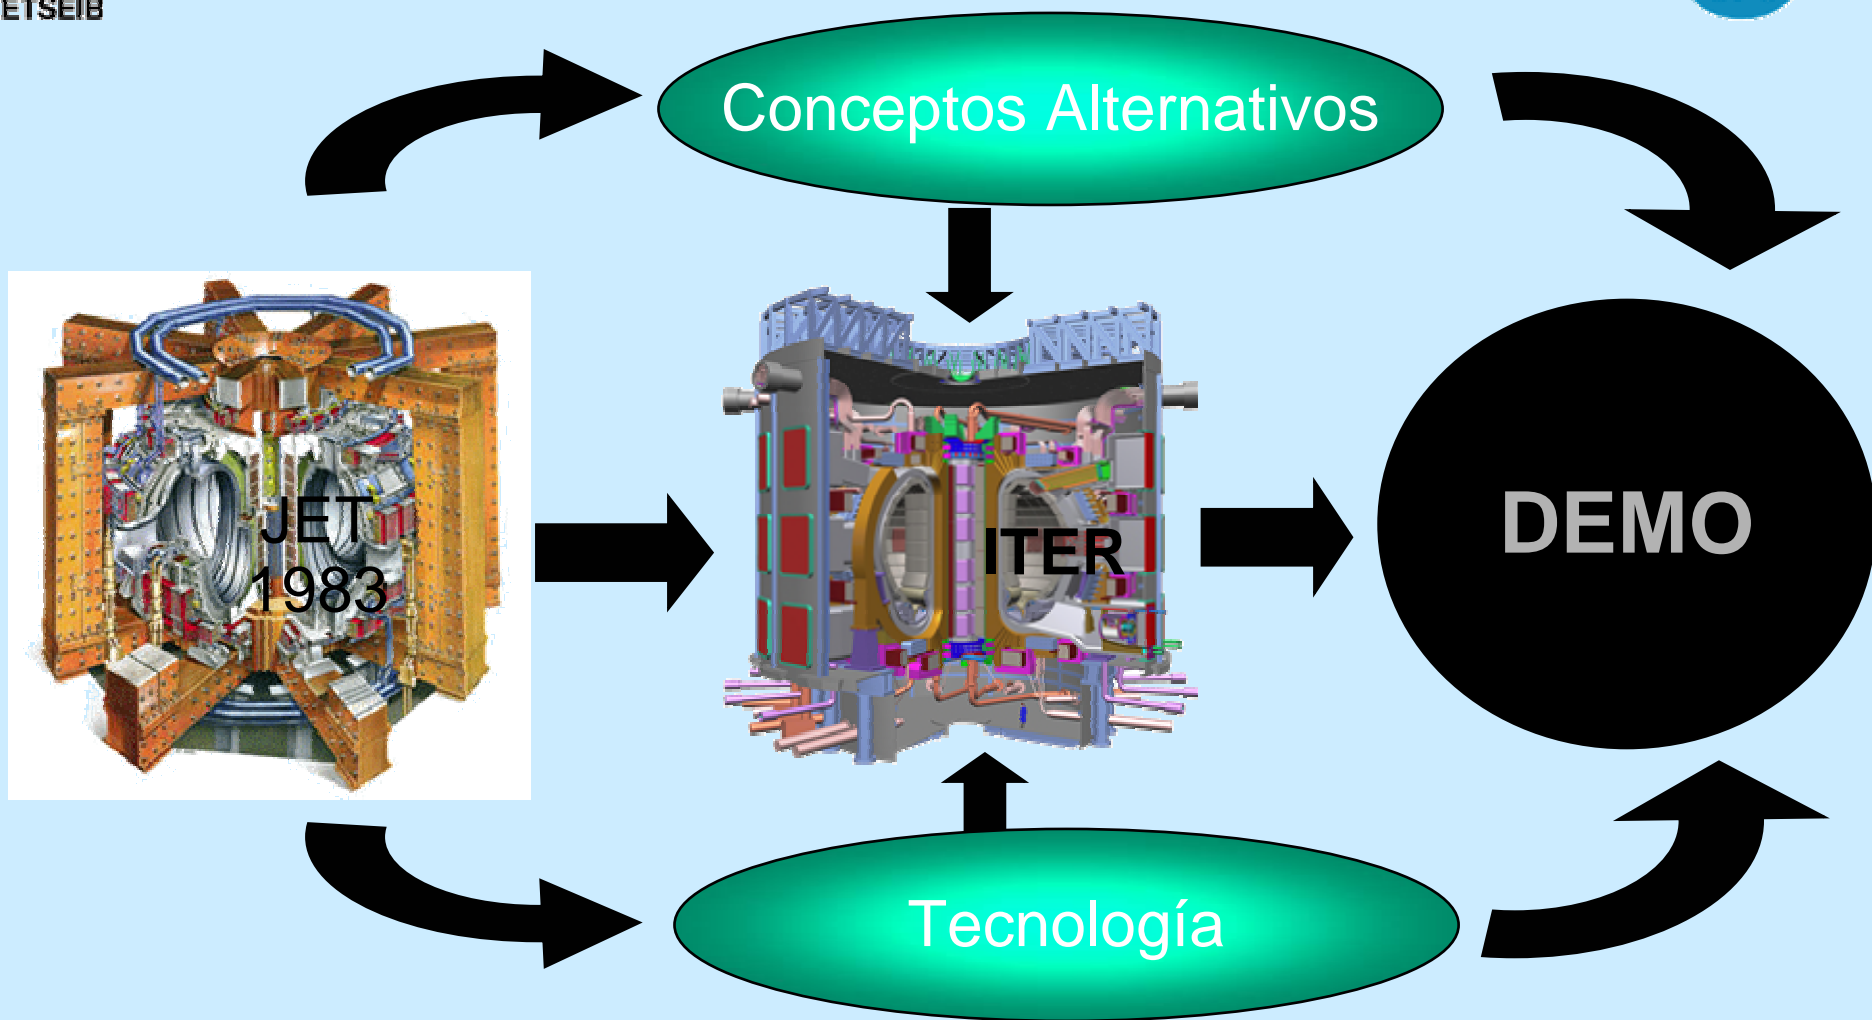 ETSEIB
Conceptos Alternativos
JET
1983
ITER
DEMO
Tecnología